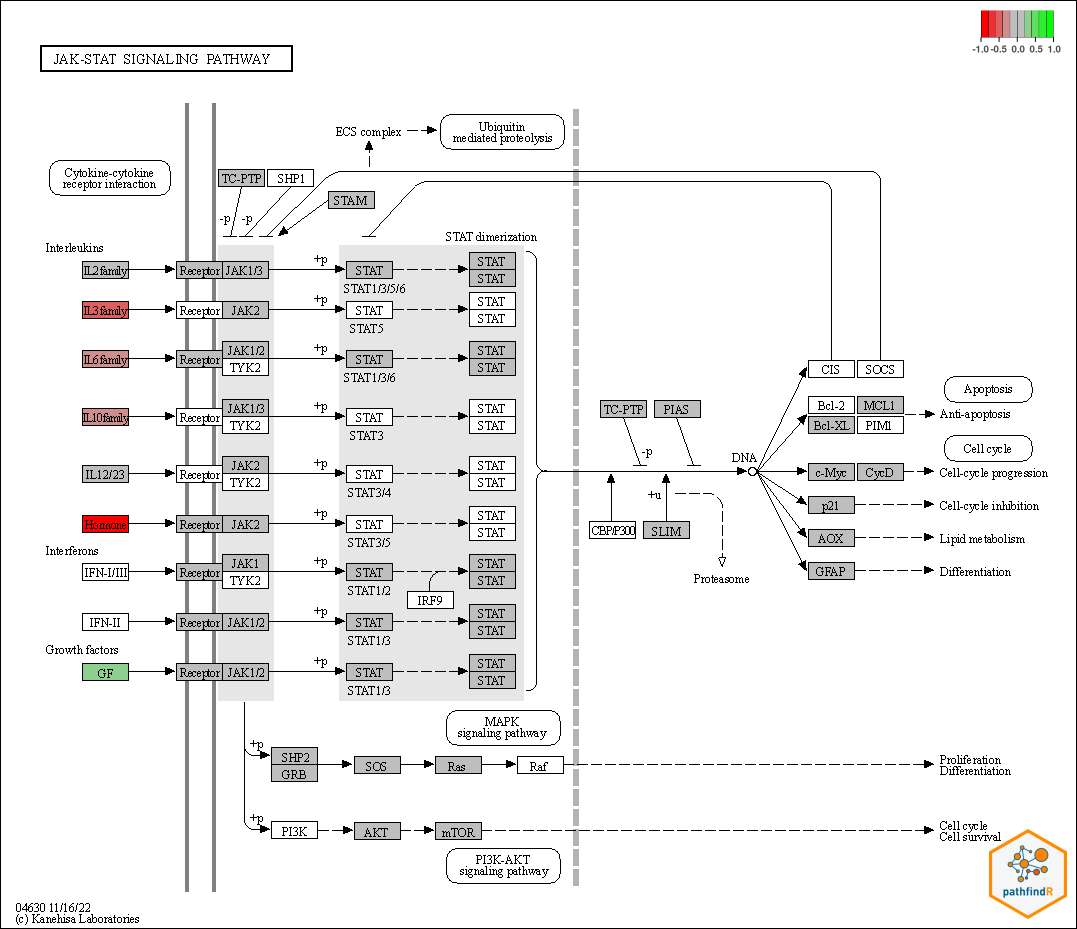 -1.0 -0.5 0.0 0.5 1.0
JAK-STAT SIGNALING PATHWAY
ECS complex
Ubiquitin
mediated proteolysis
Cytokine-cytokine
receptor interaction
TC-PTP
SHP1
STAM
-p
-p
STAT dimerization
Interleukins
IL2 family
Receptor
JAK1/3
+p
STAT
STAT1/3/5/6
STAT
STAT
IL3 family
Receptor
JAK2
+p
STAT
STAT5
STAT
STAT
IL6 family
Receptor
JAK1/2
TYK2
+p
STAT
STAT1/3/6
STAT
STAT
IL10 family
Receptor
JAK1/3
TYK2
+p
STAT
STAT3
STAT
STAT
IL12/23
Receptor
JAK2
TYK2
+p
STAT
STAT3/4
STAT
STAT
Hormone
Receptor
JAK2
+p
STAT
STAT3/5
STAT
STAT
Interferons
IFN-I/III
Receptor
JAK1
TYK2
+p
STAT
STAT1/2
IRF9
STAT
STAT
IFN-II
Receptor
JAK1/2
+p
STAT
STAT1/3
STAT
STAT
Growth factors
GF
Receptor
JAK1/2
+p
STAT
STAT1/3
STAT
STAT
TC-PTP
PIAS
-p
+u
CBP/P300
SLIM
Proteasome
DNA
CIS
SOCS
Bcl-2
MCL1
Bcl-XL
PIM1
Apoptosis
Anti-apoptosis
Cell cycle
c-Myc
CycD
Cell-cycle progression
p21
Cell-cycle inhibition
AOX
Lipid metabolism
GFAP
Differentiation
MAPK
signaling pathway
+p
SHP2
GRB
SOS
Ras
Raf
Proliferation
Differentiation
+p
PI3K
AKT
mTOR
Cell cycle
Cell survival
PI3K-AKT
signaling pathway
pathfindR
04630 11/16/22
(c) Kanehisa Laboratories